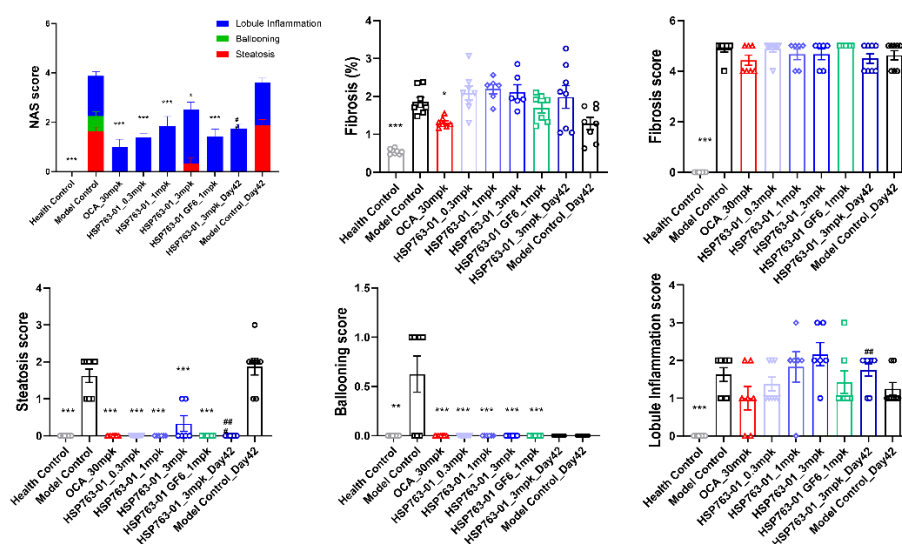 NAS score
6
4
2
0
Lobule Inflammation
Ballooning
Steatosis
***
***
***
***
*
***
#
#
Health Control
Model Control
OCA_30mpk
HSP763-01_0.3mpk
HSP763-01_1mpk
HSP763-01_3mpk
HSP763-01 GF6_1mpk
HSP763-01_3mpk_Day42
Model Control_Day42
Fibrosis (%)
4
3
2
1
0
***
*
Health Control
Model Control
OCA_30mpk
HSP763-01_0.3mpk
HSP763-01_1mpk
HSP763-01_3mpk
HSP763-01 GF6_1mpk
HSP763-01_3mpk_Day42
Model Control_Day42
Fibrosis score
6
4
2
0
***
Health Control
Model Control
OCA_30mpk
HSP763-01_0.3mpk
HSP763-01_1mpk
HSP763-01_3mpk
HSP763-01 GF6_1mpk
HSP763-01_3mpk_Day42
Model Control_Day42
Steatosis score
4
3
2
1
0
***
***
***
***
***
***
##
#
Health Control
Model Control
OCA_30mpk
HSP763-01_0.3mpk
HSP763-01_1mpk
HSP763-01_3mpk
HSP763-01 GF6_1mpk
HSP763-01_3mpk_Day42
Model Control_Day42
Ballooning score
1.5
1.0
0.5
0.0
**
***
***
***
***
***
Health Control
Model Control
OCA_30mpk
HSP763-01_0.3mpk
HSP763-01_1mpk
HSP763-01_3mpk
HSP763-01 GF6_1mpk
HSP763-01_3mpk_Day42
Model Control_Day42
Lobule Inflammation score
4
3
2
1
0
***
##
Health Control
Model Control
OCA_30mpk
HSP763-01_0.3mpk
HSP763-01_1mpk
HSP763-01_3mpk
HSP763-01 GF6_1mpk
HSP763-01_3mpk_Day42
Model Control_Day42